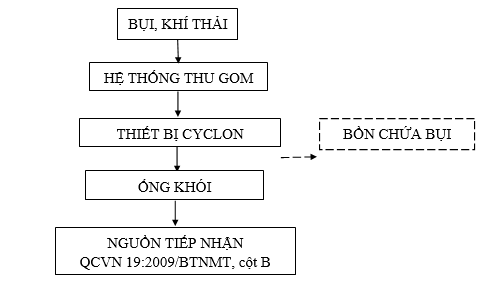 BỤI, KHÍ THẢI
HỆ THỐNG THU GOM
THIẾT BỊ CYCLON
BỒN CHỨA BỤI
ỐNG KHÓI
NGUỒN TIẾP NHẬN
QCVN 19:2009/BTNMT, cột B